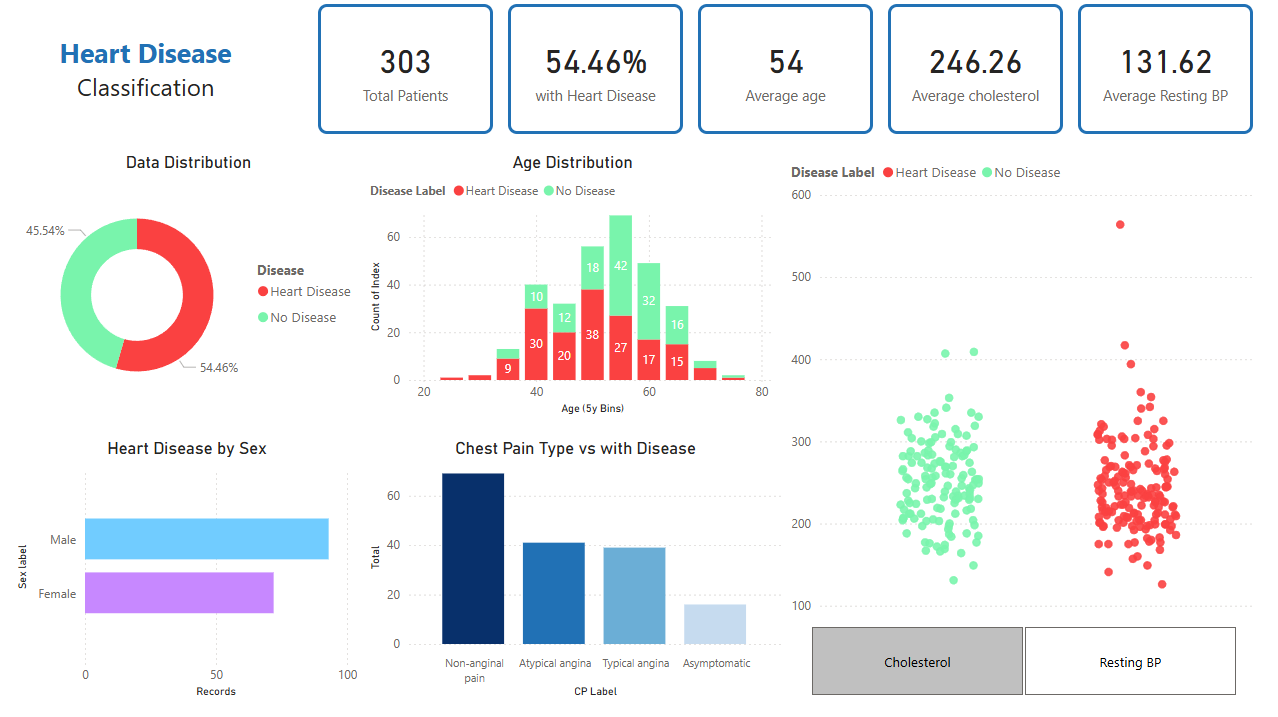 Heart Disease
Classification
303
Total Patients
54.46%
with Heart Disease
54
Average age
246.26
Average cholesterol
131.62
Average Resting BP
Data Distribution
45.54%
54.46%
Disease
Heart Disease
No Disease
Age Distribution
Disease Label Heart Disease No Disease
Count of Index
60
40
20
0
9
30
10
20
12
38
18
27
42
17
32
15
16
20 40 60 80
Age (5y Bins)
Disease Label Heart Disease No Disease
600
500
400
300
200
100
Cholesterol
Resting BP
Heart Disease by Sex
Sex label
Male
Female
0 50 100
Records
Chest Pain Type vs with Disease
Total
60
40
20
0
Non-anginal
pain
Atypical angina
Typical angina
Asymptomatic
CP Label